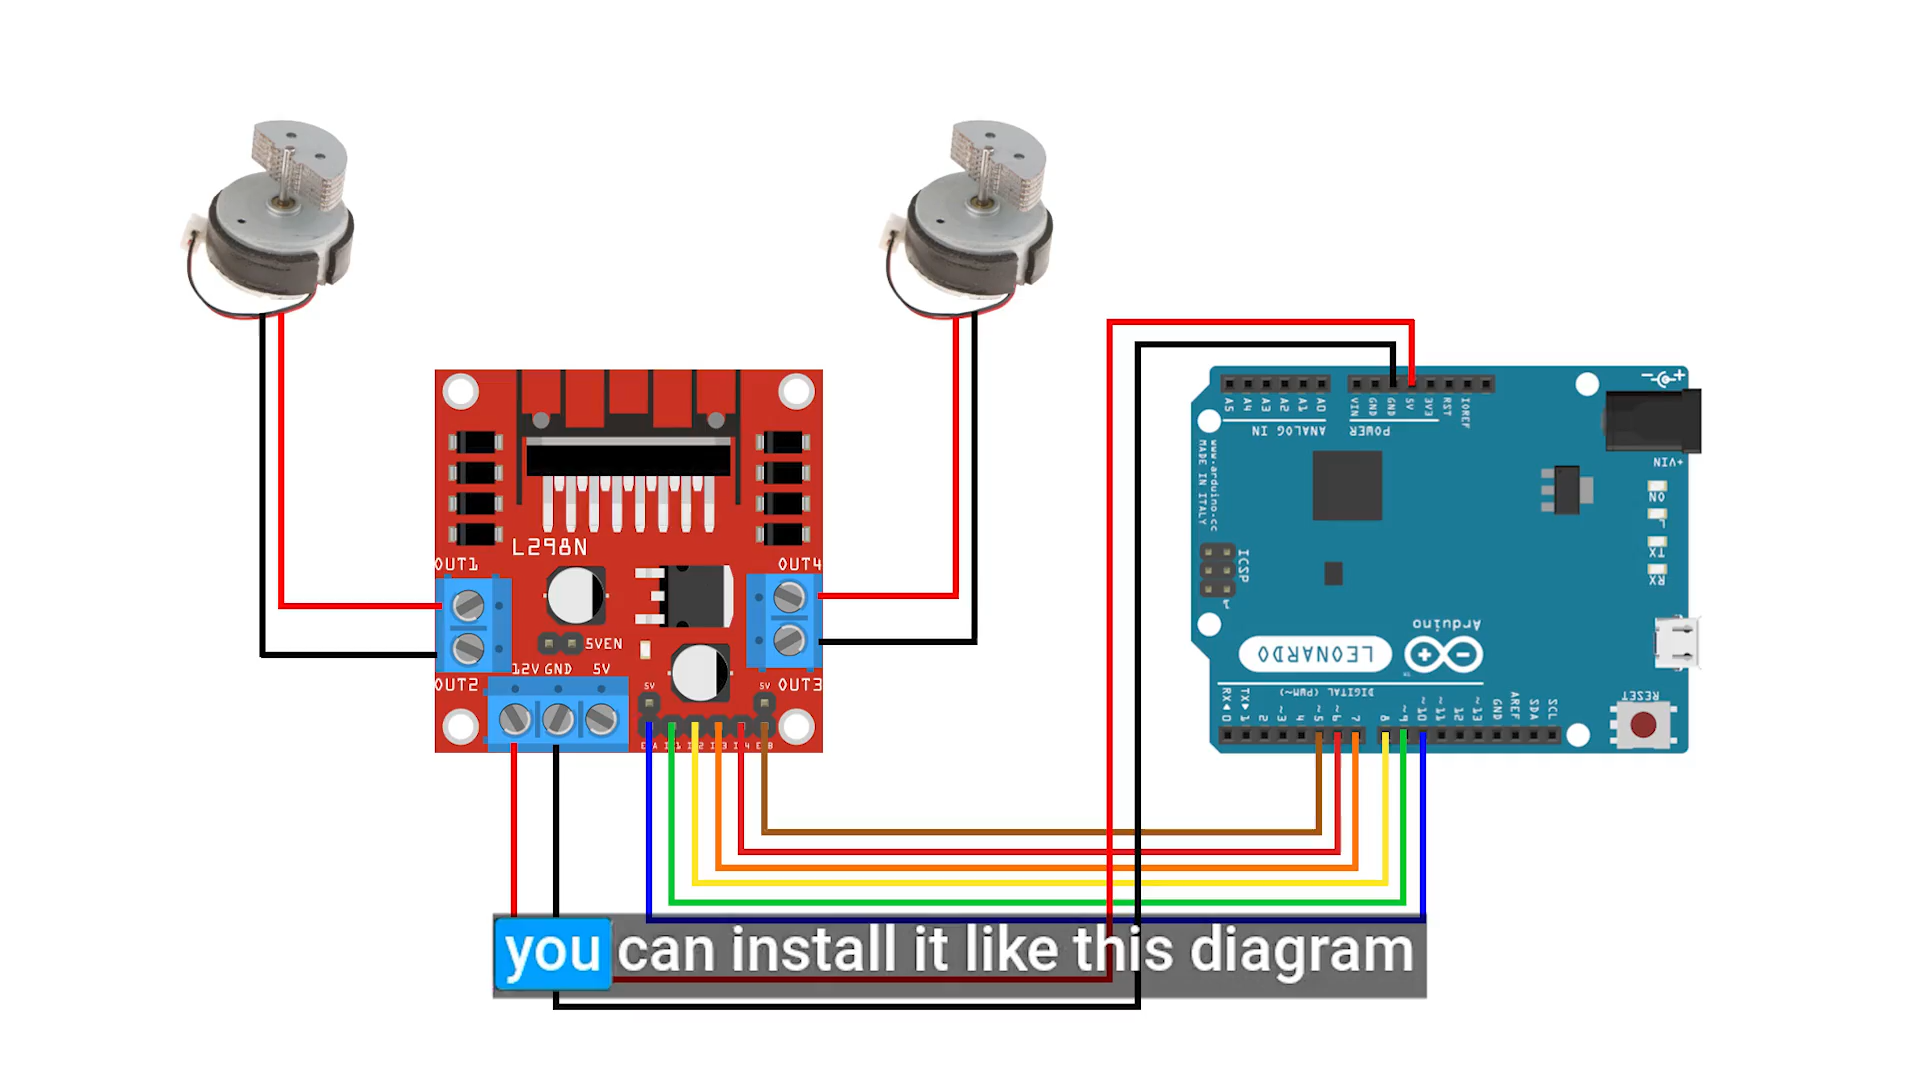 L298N
OUT1
OUT4
5VEN
12V GND 5V
OUT2
5V
5V
OUT3
A5 A4 A3 A2 A1 A0
VIN GND GND 5V 3V3 RST IOREF
ANALOG IN
POWER
www.arduino.cc
MADE IN ITALY
ICSP
1
- +
+VIN
ON
L
TX
RX
Arduino
LEONARDO
DIGITAL (PWM~)
RX◄0 TX►1 2 ~3 4 ~5 ~6 7 8 ~9 ~10 ~11 12 ~13 GND AREF SDA SCL
RESET
you can install it like this diagram